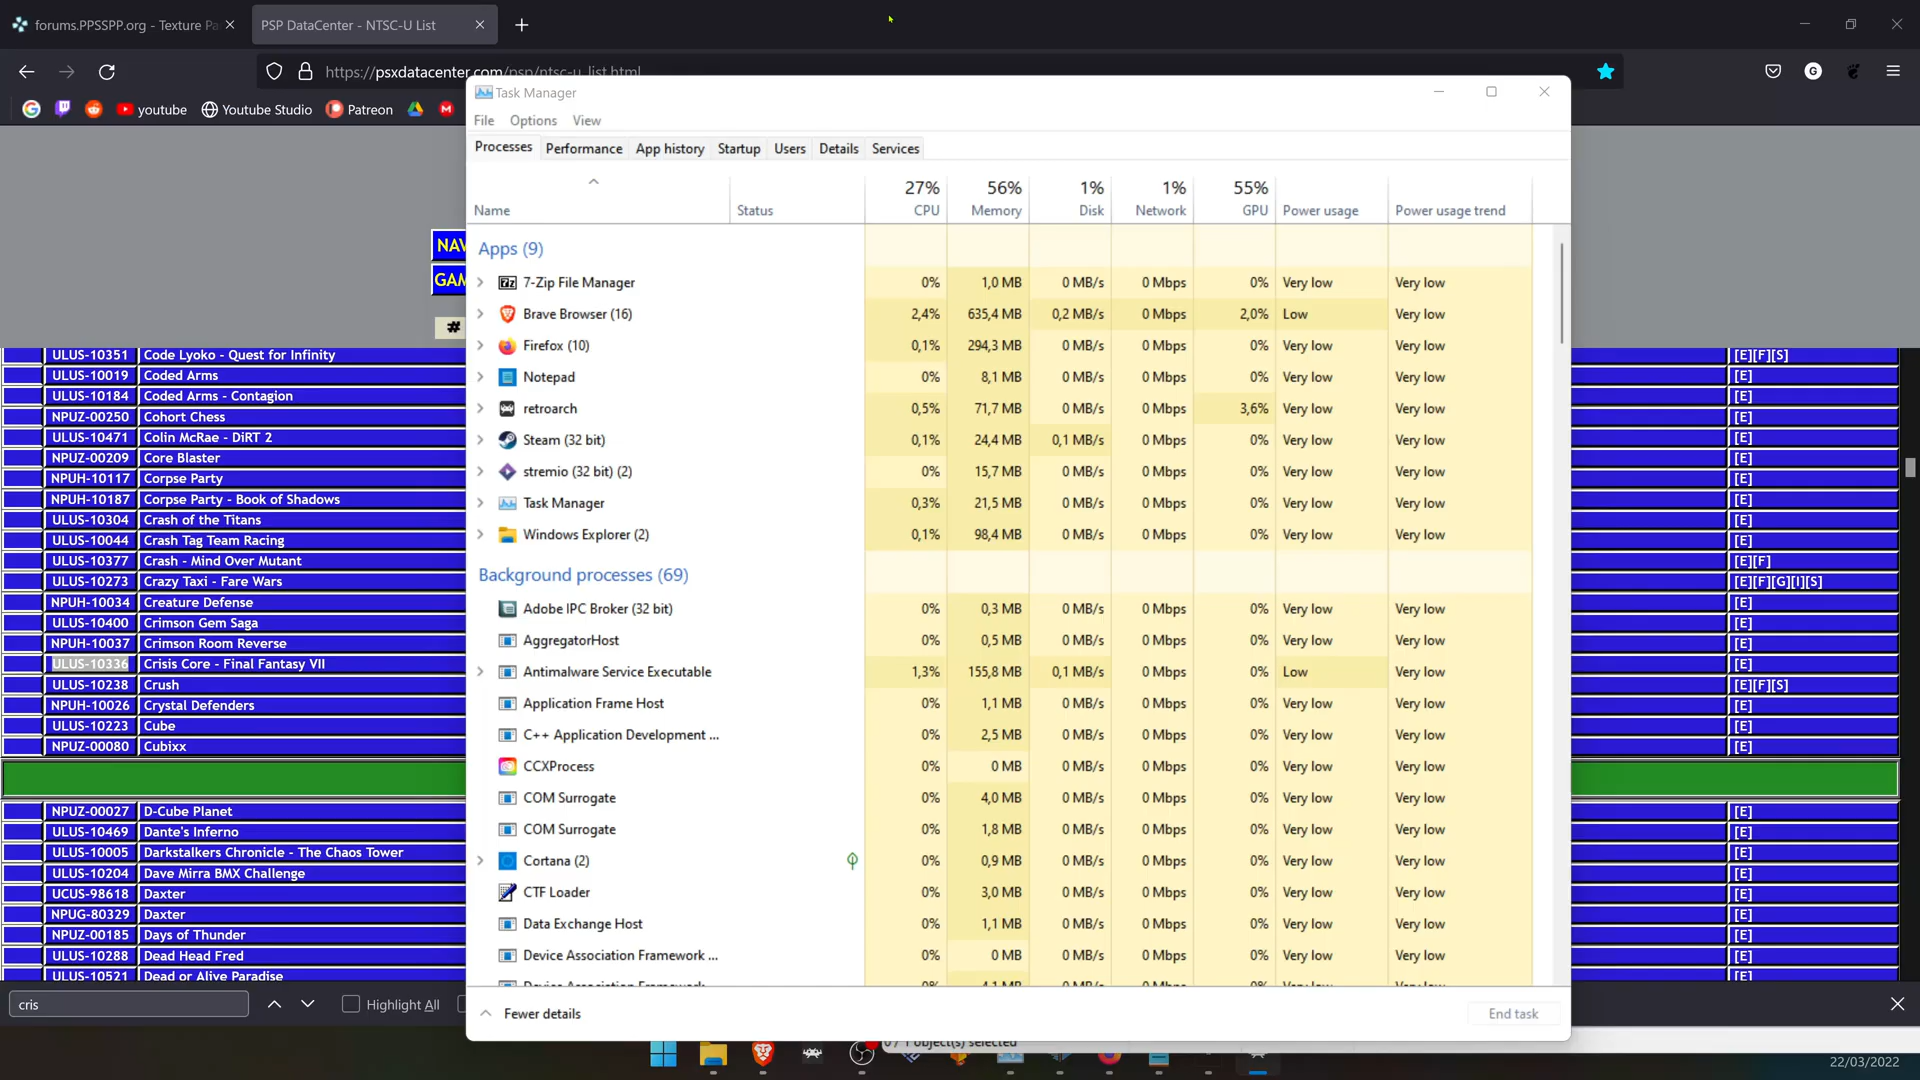 forums.PPSSPP.org - Texture Pa
PSP DataCenter - NTSC-U List
https://psxdatacenter.com/psp/ntsc-u_list.html
G
youtube
Youtube Studio
Patreon
Task Manager
File Options View
Processes Performance App history Startup Users Details Services
27% 56% 1% 1% 55%
Name Status CPU Memory Disk Network GPU Power usage Power usage trend
Apps (9)
7-Zip File Manager 0% 1,0 MB 0 MB/s 0 Mbps 0% Very low Very low
Brave Browser (16) 2,4% 635,4 MB 0,2 MB/s 0 Mbps 2,0% Low Very low
Firefox (10) 0,1% 294,3 MB 0 MB/s 0 Mbps 0% Very low Very low
Notepad 0% 8,1 MB 0 MB/s 0 Mbps 0% Very low Very low
retroarch 0,5% 71,7 MB 0 MB/s 0 Mbps 3,6% Very low Very low
Steam (32 bit) 0,1% 24,4 MB 0,1 MB/s 0 Mbps 0% Very low Very low
stremio (32 bit) (2) 0% 15,7 MB 0 MB/s 0 Mbps 0% Very low Very low
Task Manager 0,3% 21,5 MB 0 MB/s 0 Mbps 0% Very low Very low
Windows Explorer (2) 0,1% 98,4 MB 0 MB/s 0 Mbps 0% Very low Very low
Background processes (69)
Adobe IPC Broker (32 bit) 0% 0,3 MB 0 MB/s 0 Mbps 0% Very low Very low
AggregatorHost 0% 0,5 MB 0 MB/s 0 Mbps 0% Very low Very low
Antimalware Service Executable 1,3% 155,8 MB 0,1 MB/s 0 Mbps 0% Low Very low
Application Frame Host 0% 1,1 MB 0 MB/s 0 Mbps 0% Very low Very low
C++ Application Development ... 0% 2,5 MB 0 MB/s 0 Mbps 0% Very low Very low
CCXProcess 0% 0 MB 0 MB/s 0 Mbps 0% Very low Very low
COM Surrogate 0% 4,0 MB 0 MB/s 0 Mbps 0% Very low Very low
COM Surrogate 0% 1,8 MB 0 MB/s 0 Mbps 0% Very low Very low
Cortana (2) 0% 0,9 MB 0 MB/s 0 Mbps 0% Very low Very low
CTF Loader 0% 3,0 MB 0 MB/s 0 Mbps 0% Very low Very low
Data Exchange Host 0% 1,1 MB 0 MB/s 0 Mbps 0% Very low Very low
Device Association Framework ... 0% 0 MB 0 MB/s 0 Mbps 0% Very low Very low
Fewer details
End task
NAV
GAM
#
ULUS-10351 Code Lyoko - Quest for Infinity [E][F][S]
ULUS-10019 Coded Arms [E]
ULUS-10184 Coded Arms - Contagion [E]
NPUZ-00250 Cohort Chess [E]
ULUS-10471 Colin McRae - DiRT 2 [E]
NPUZ-00209 Core Blaster [E]
NPUH-10117 Corpse Party [E]
NPUH-10187 Corpse Party - Book of Shadows [E]
ULUS-10304 Crash of the Titans [E]
ULUS-10044 Crash Tag Team Racing [E]
ULUS-10377 Crash - Mind Over Mutant [E][F]
ULUS-10273 Crazy Taxi - Fare Wars [E][F][G][I][S]
NPUH-10034 Creature Defense [E]
ULUS-10400 Crimson Gem Saga [E]
NPUH-10037 Crimson Room Reverse [E]
ULUS-10336 Crisis Core - Final Fantasy VII [E]
ULUS-10238 Crush [E][F][S]
NPUH-10026 Crystal Defenders [E]
ULUS-10223 Cube [E]
NPUZ-00080 Cubixx [E]
NPUZ-00027 D-Cube Planet [E]
ULUS-10469 Dante's Inferno [E]
ULUS-10005 Darkstalkers Chronicle - The Chaos Tower [E]
ULUS-10204 Dave Mirra BMX Challenge [E]
UCUS-98618 Daxter [E]
NPUG-80329 Daxter [E]
NPUZ-00185 Days of Thunder [E]
ULUS-10288 Dead Head Fred [E]
ULUS-10521 Dead or Alive Paradise [E]
cris
Highlight All
0 / 1 object(s) selected
22/03/2022